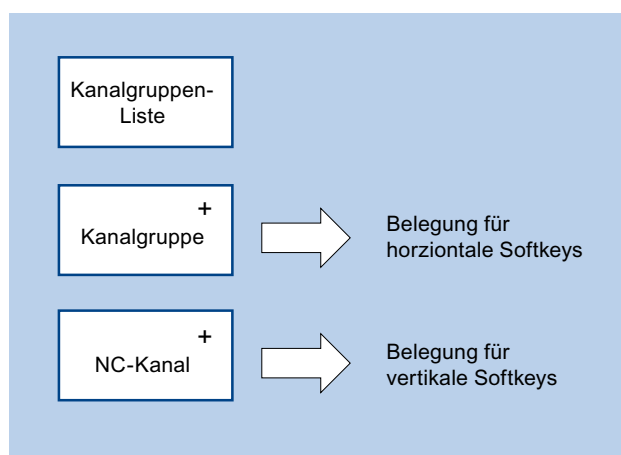 Kanalgruppen-
Liste
+
Kanalgruppe
Belegung für
horziontale Softkeys
+
NC-Kanal
Belegung für
vertikale Softkeys